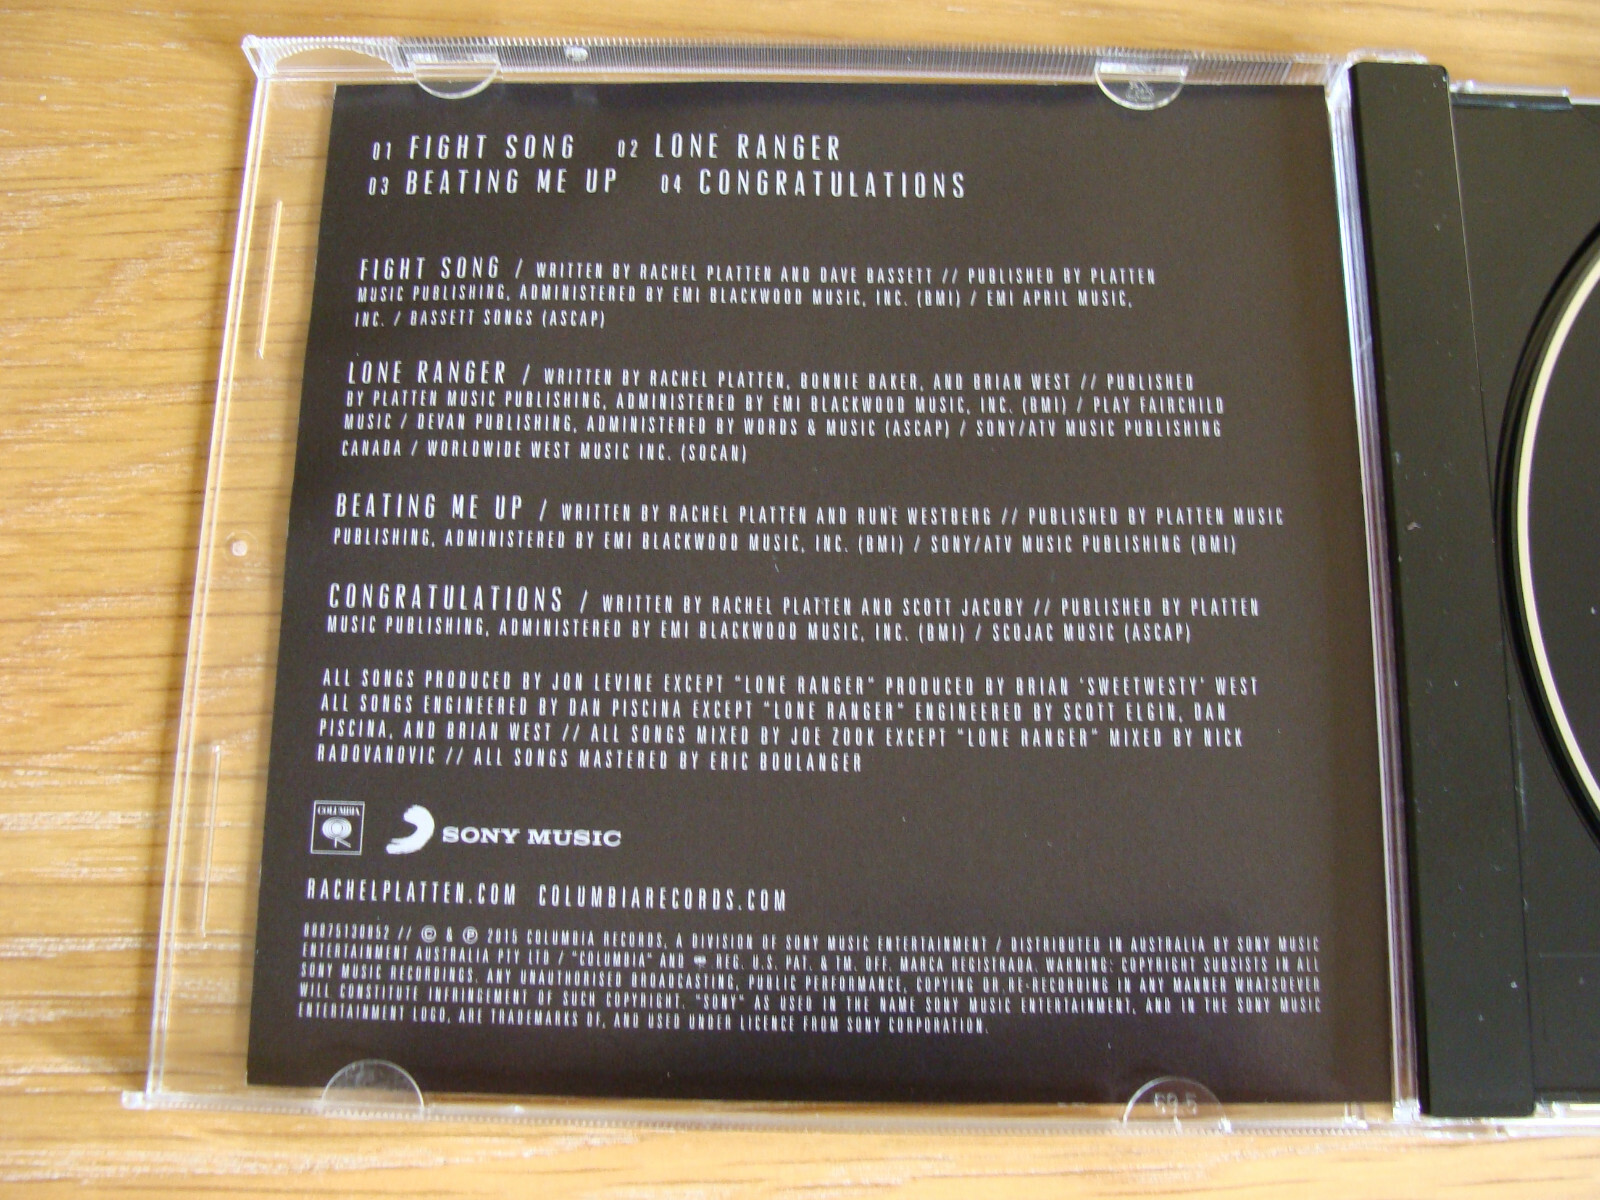 01 FIGHT SONG 02 LONE RANGER
03 BEATING ME UP 04 CONGRATULATIONS
FIGHT SONG / WRITTEN BY RACHEL PLATTEN AND DAVE BASSETT // PUBLISHED BY PLATTEN
MUSIC PUBLISHING, ADMINISTERED BY EMI BLACKWOOD MUSIC, INC. (BMI) / EMI APRIL MUSIC,
INC. / BASSETT SONGS (ASCAP)
LONE RANGER / WRITTEN BY RACHEL PLATTEN, BONNIE BAKER, AND BRIAN WEST // PUBLISHED
BY PLATTEN MUSIC PUBLISHING, ADMINISTERED BY EMI BLACKWOOD MUSIC, INC. (BMI) / PLAY FAIRCHILD
MUSIC / DEVAN PUBLISHING, ADMINISTERED BY WORDS & MUSIC (ASCAP) / SONY/ATV MUSIC PUBLISHING
CANADA / WORLDWIDE WEST MUSIC INC. (SOCAN)
BEATING ME UP / WRITTEN BY RACHEL PLATTEN AND RUNE WESTBERG // PUBLISHED BY PLATTEN MUSIC
PUBLISHING, ADMINISTERED BY EMI BLACKWOOD MUSIC, INC. (BMI) / SONY/ATV MUSIC PUBLISHING (BMI)
CONGRATULATIONS / WRITTEN BY RACHEL PLATTEN AND SCOTT JACOBY // PUBLISHED BY PLATTEN
MUSIC PUBLISHING, ADMINISTERED BY EMI BLACKWOOD MUSIC, INC. (BMI) / SCOJAC MUSIC (ASCAP)
ALL SONGS PRODUCED BY JON LEVINE EXCEPT "LONE RANGER" PRODUCED BY BRIAN 'SWEETWESTY' WEST
ALL SONGS ENGINEERED BY DAN PISCINA EXCEPT "LONE RANGER" ENGINEERED BY SCOTT ELGIN, DAN
PISCINA, AND BRIAN WEST // ALL SONGS MIXED BY JOE ZOOK EXCEPT "LONE RANGER" MIXED BY NICK
RADOVANOVIC // ALL SONGS MASTERED BY ERIC BOULANGER
COLUMBIA
SONY MUSIC
RACHELPLATTEN.COM COLUMBIARECORDS.COM
88875130852 // © & ℗ 2015 COLUMBIA RECORDS, A DIVISION OF SONY MUSIC ENTERTAINMENT / DISTRIBUTED IN AUSTRALIA BY SONY MUSIC
ENTERTAINMENT AUSTRALIA PTY LTD / "COLUMBIA" AND REG. U.S. PAT. & TM. OFF. MARCA REGISTRADA. WARNING: COPYRIGHT SUBSISTS IN ALL
SONY MUSIC RECORDINGS. ANY UNAUTHORISED BROADCASTING, PUBLIC PERFORMANCE, COPYING OR RE-RECORDING IN ANY MANNER WHATSOEVER
WILL CONSTITUTE INFRINGEMENT OF SUCH COPYRIGHT. "SONY" AS USED IN THE NAME SONY MUSIC ENTERTAINMENT, AND IN THE SONY MUSIC
ENTERTAINMENT LOGO, ARE TRADEMARKS OF, AND USED UNDER LICENCE FROM SONY CORPORATION.